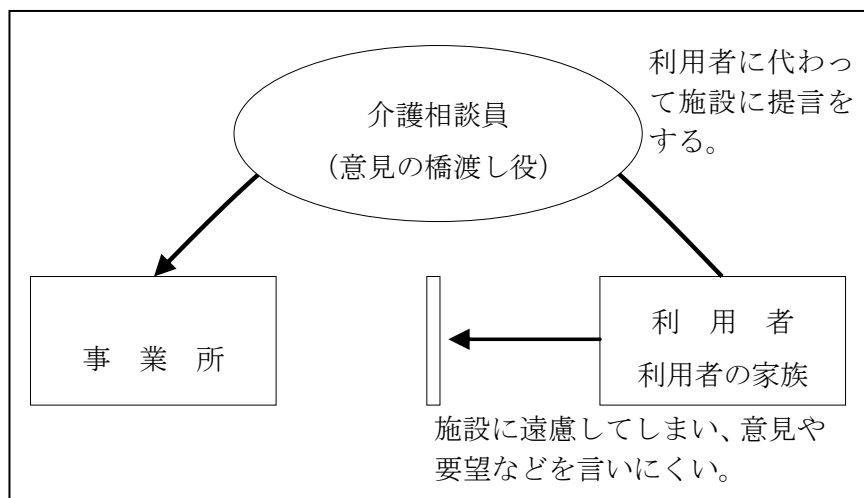 利用者に代わっ
て施設に提言を
する。
介護相談員
（意見の橋渡し役）
事　業　所
利　用　者
利用者の家族
施設に遠慮してしまい、意見や
要望などを言いにくい。